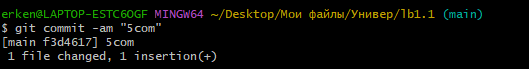 erken@LAPTOP-ESTC6OGF MINGW64 ~/Desktop/Мои файлы/Универ/lb1.1 (main)
$ git commit -am "5com"
[main f3d4617] 5com
 1 file changed, 1 insertion(+)